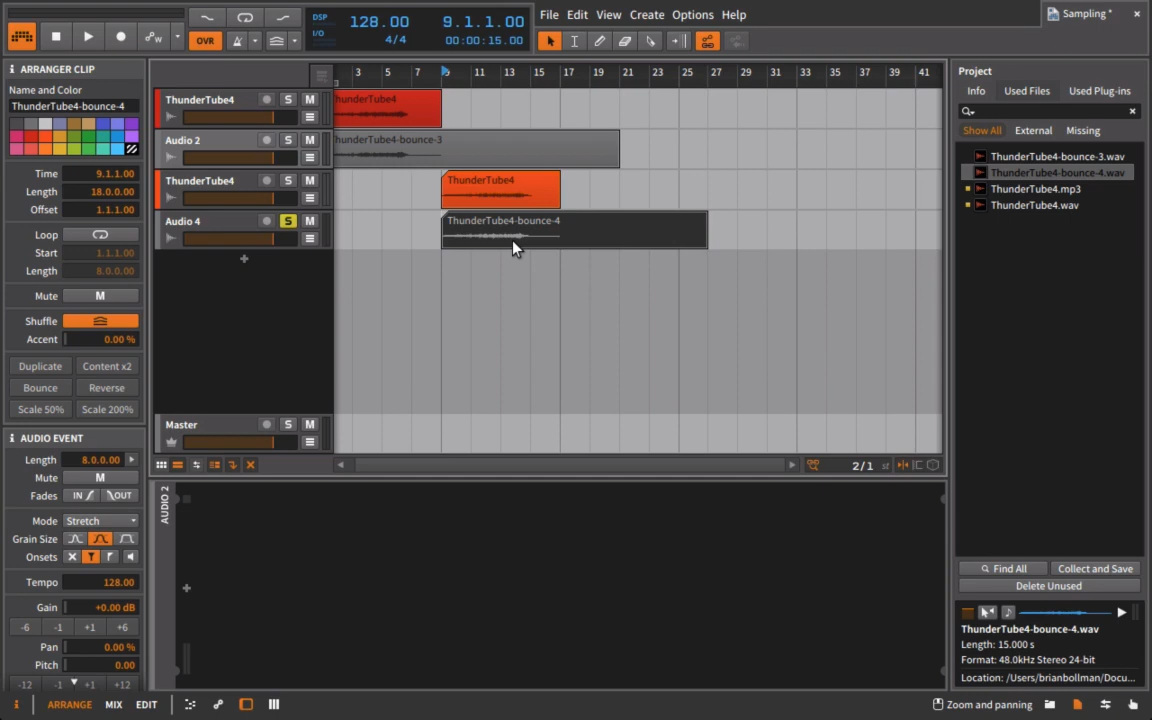 DSP
I/O
128.00
4/4
9.1.1.00
00:00:15.00
OVR
W
File Edit View Create Options Help
Sampling *
ARRANGER CLIP
Name and Color
ThunderTube4-bounce-4
Time 9.1.1.00
Length 18.0.0.00
Offset 1.1.1.00
Loop
Start 1.1.1.00
Length 8.0.0.00
Mute M
Shuffle
Accent 0.00 %
Duplicate Content x2
Bounce Reverse
Scale 50% Scale 200%
AUDIO EVENT
Length 8.0.0.00
Mute M
Fades IN OUT
Mode Stretch
Grain Size
Onsets
Tempo 128.00
Gain +0.00 dB
-6 -1 +1 +6
Pan 0.00 %
Pitch 0.00
-12 -1 +1 +12
3 5 7 9 11 13 15 17 19 21 23 25 27 29 31 33 35 37 39 41
ThunderTube4 S M
hunderTube4
Audio 2 S M
hunderTube4-bounce-3
ThunderTube4 S M
ThunderTube4
Audio 4 S M
ThunderTube4-bounce-4
Master S M
2/1
AUDIO 2
Project
Info Used Files Used Plug-ins
Show All External Missing
ThunderTube4-bounce-3.wav
ThunderTube4-bounce-4.wav
ThunderTube4.mp3
ThunderTube4.wav
Find All Collect and Save
Delete Unused
ThunderTube4-bounce-4.wav
Length: 15.000 s
Format: 48.0kHz Stereo 24-bit
Location: /Users/brianbollman/Docu...
i ARRANGE MIX EDIT
Zoom and panning